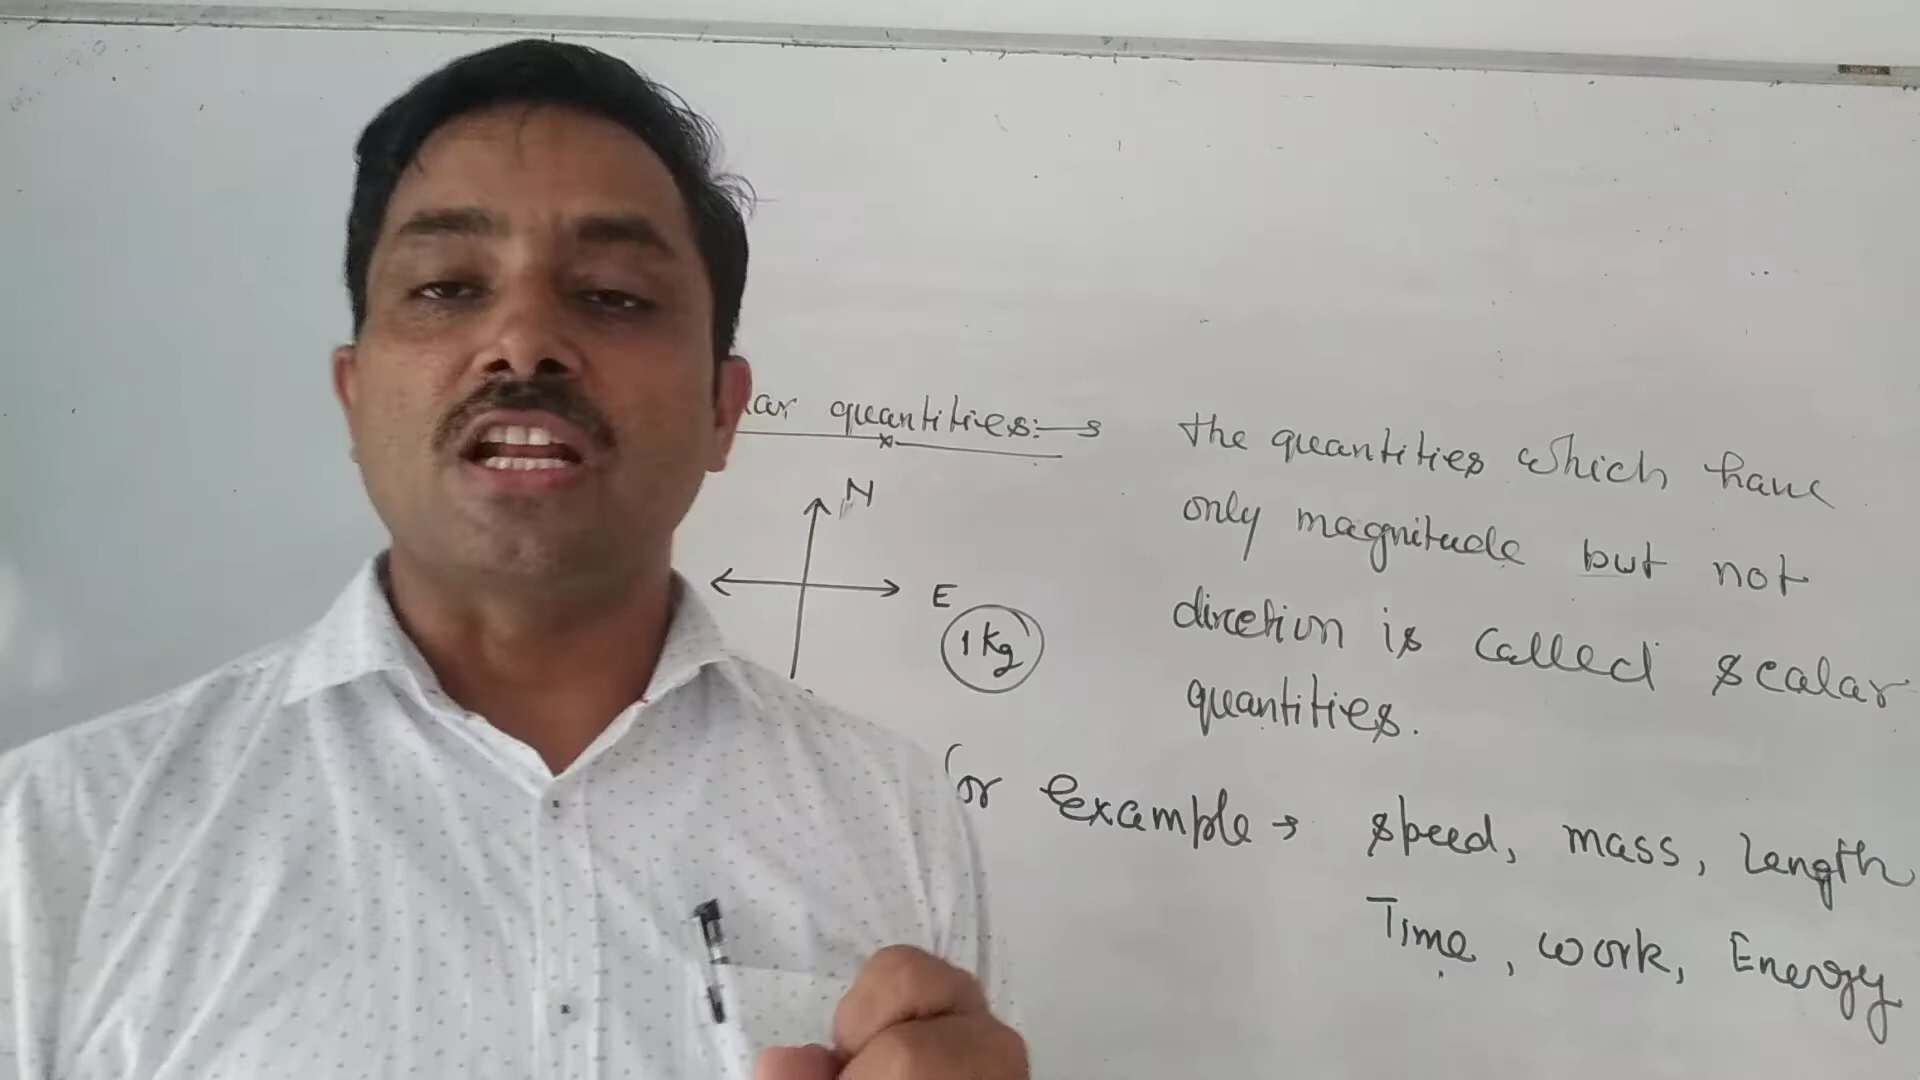 quantities:→ the quantities which have
only magnitude but not
direction is called scalar
quantities.
N
E
1 kg
for example → speed, mass, Length
Time, work, Energy